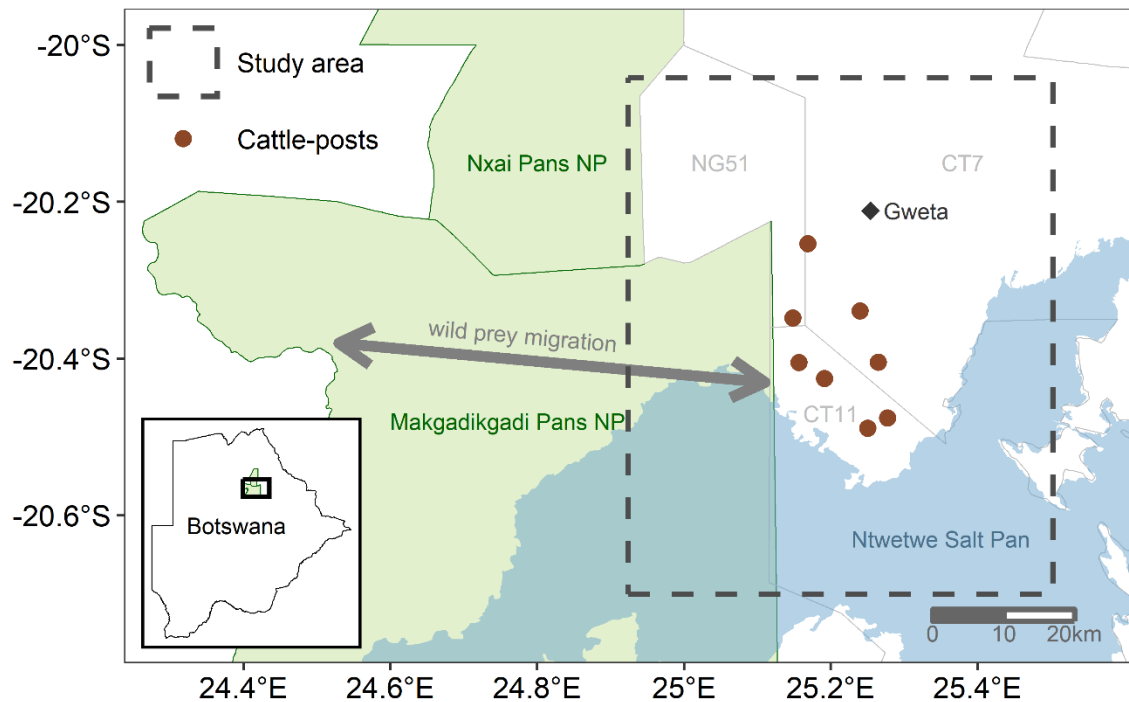 -20°S
Study area
Cattle-posts
Nxai Pans NP
NG51
CT7
-20.2°S
Gweta
wild prey migration
-20.4°S
Makgadikgadi Pans NP
CT11
-20.6°S
Botswana
Ntwetwe Salt Pan
0 10 20km
24.4°E 24.6°E 24.8°E 25°E 25.2°E 25.4°E